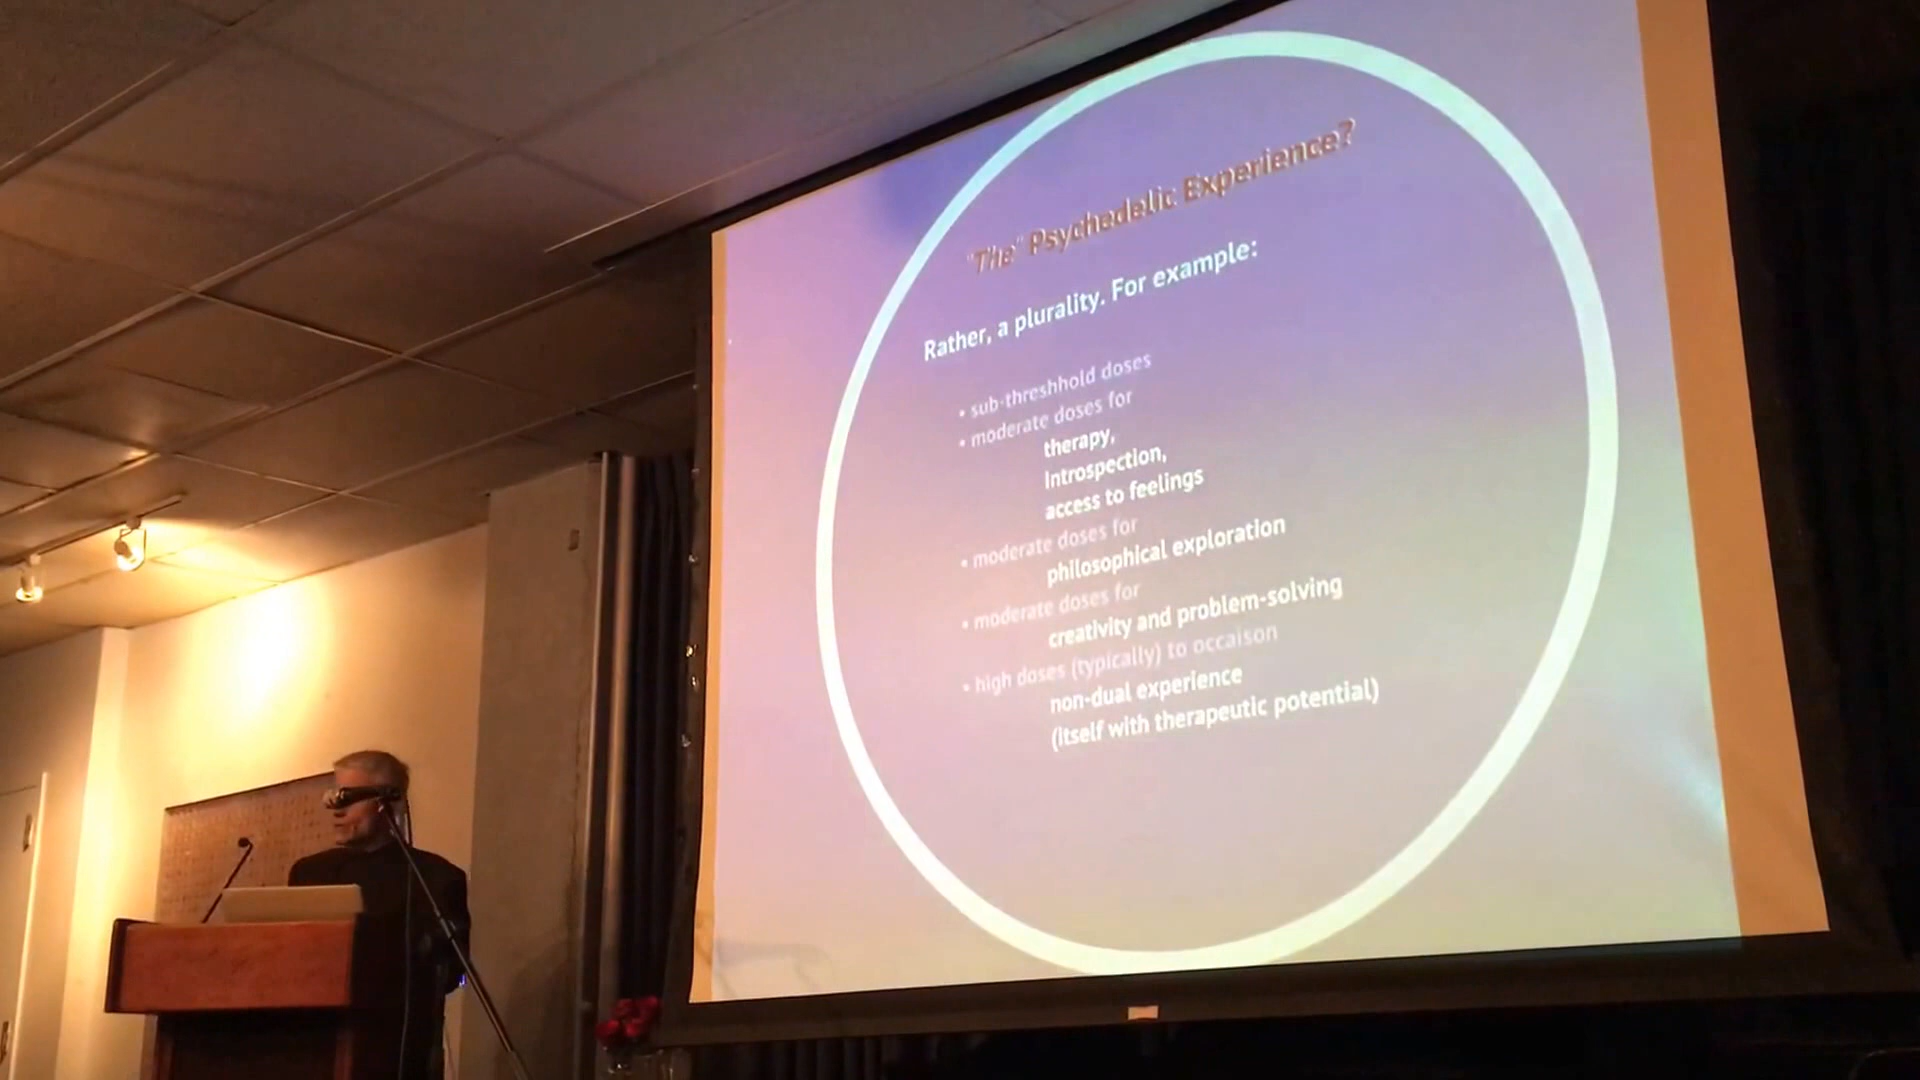 "The" Psychedelic Experience?
Rather, a plurality. For example:
• sub-threshhold doses
• moderate doses for
therapy,
introspection,
access to feelings
• moderate doses for
philosophical exploration
• moderate doses for
creativity and problem-solving
• high doses (typically) to occaison
non-dual experience
(itself with therapeutic potential)